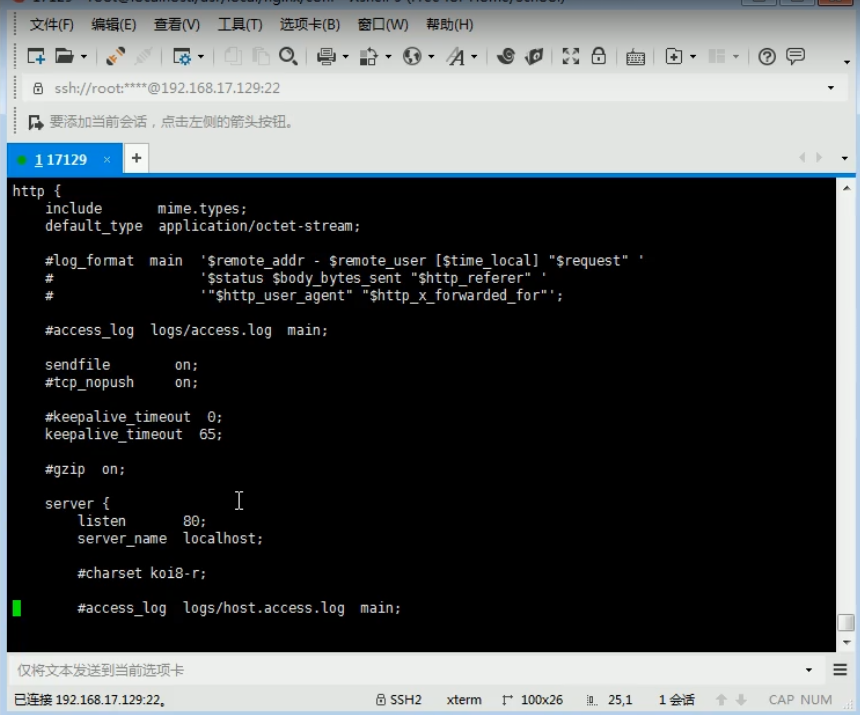 文件(F) 编辑(E) 查看(V) 工具(T) 选项卡(B) 窗口(W) 帮助(H)
ssh://root:****@192.168.17.129:22
要添加当前会话，点击左侧的箭头按钮。
1 17129 × +
http {
    include       mime.types;
    default_type  application/octet-stream;
    #log_format  main  '$remote_addr - $remote_user [$time_local] "$request" '
    #                  '$status $body_bytes_sent "$http_referer" '
    #                  '"$http_user_agent" "$http_x_forwarded_for"';
    #access_log  logs/access.log  main;
    sendfile        on;
    #tcp_nopush     on;
    #keepalive_timeout  0;
    keepalive_timeout  65;
    #gzip  on;
    server {
        listen       80;
        server_name  localhost;
        #charset koi8-r;
        #access_log  logs/host.access.log  main;
仅将文本发送到当前选项卡
已连接 192.168.17.129:22。 SSH2 xterm 100x26 25,1 1 会话 CAP NUM